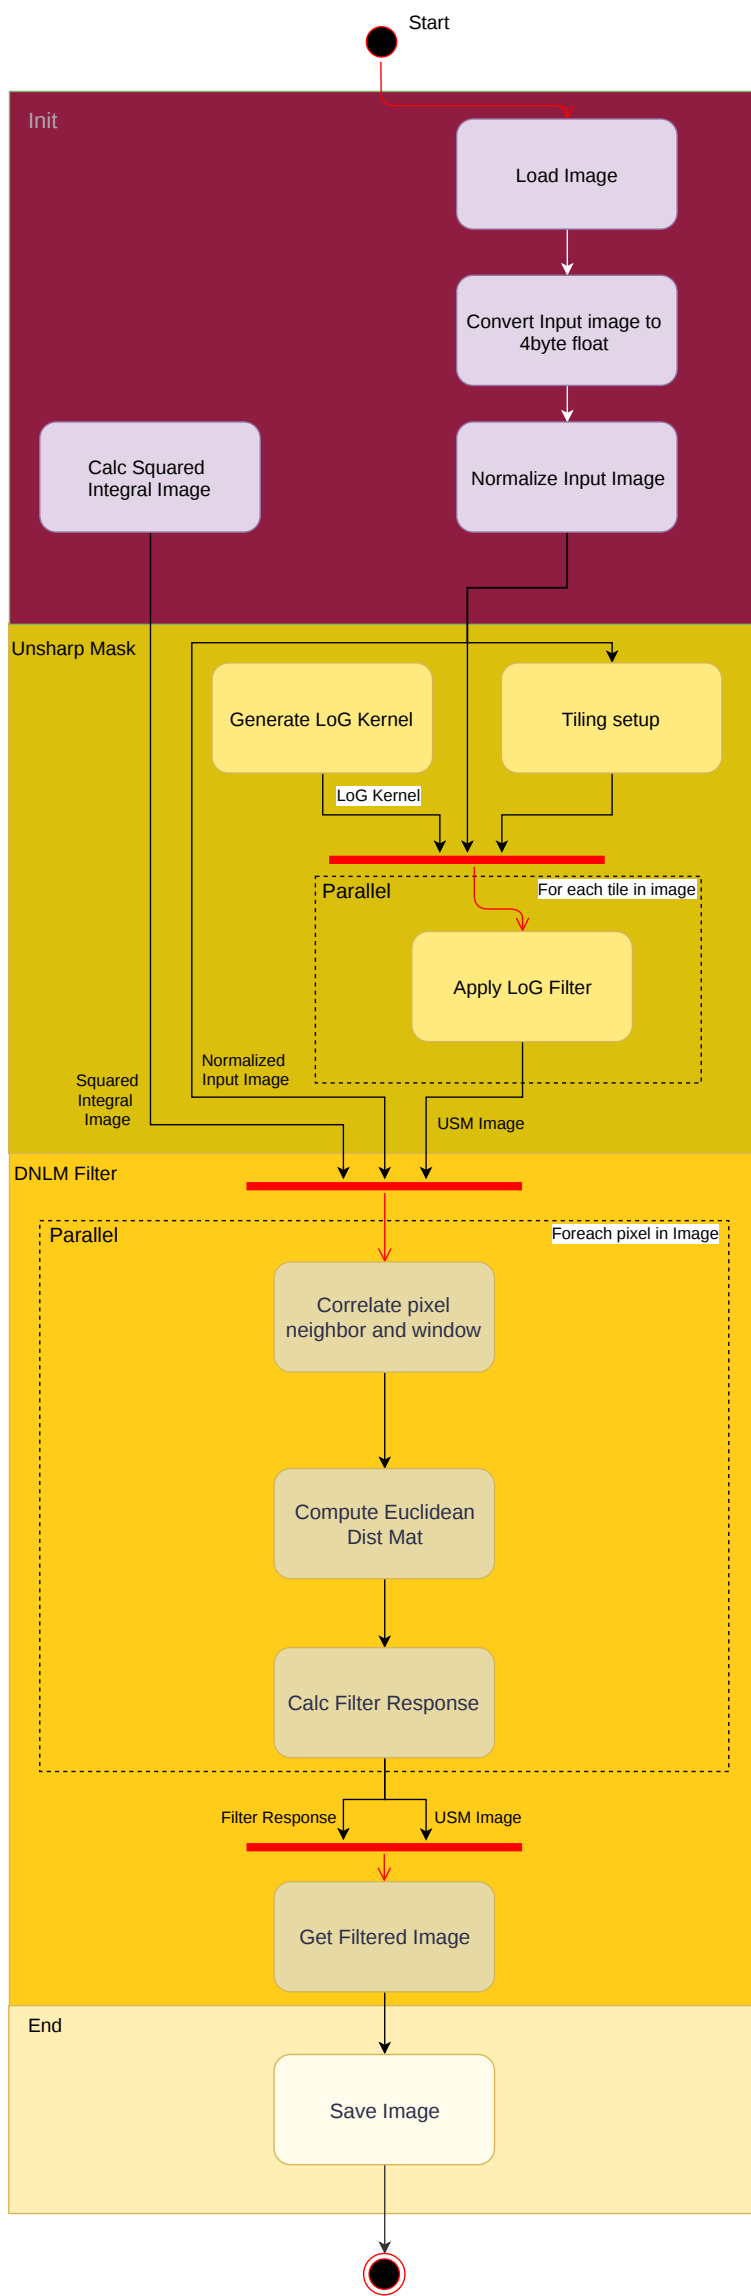 Start
Init
Load Image
Convert Input image to
4byte float
Calc Squared
Integral Image
Normalize Input Image
Unsharp Mask
Generate LoG Kernel
Tiling setup
LoG Kernel
Parallel
For each tile in image
Apply LoG Filter
Normalized
Input Image
Squared
Integral
Image
USM Image
DNLM Filter
Parallel
Foreach pixel in Image
Correlate pixel
neighbor and window
Compute Euclidean
Dist Mat
Calc Filter Response
Filter Response
USM Image
Get Filtered Image
End
Save Image